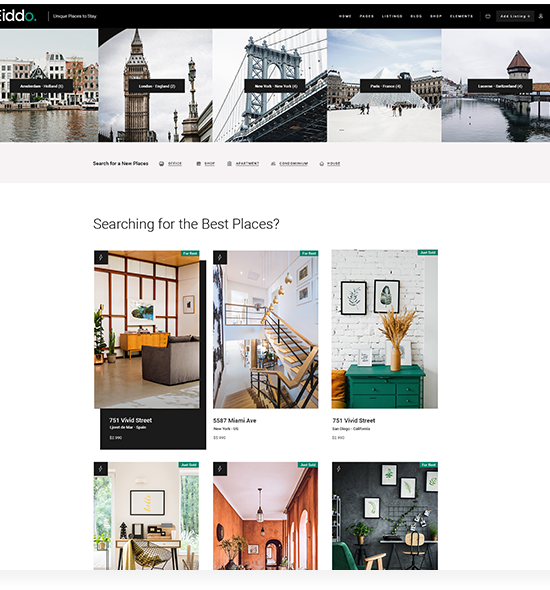 Eiddo.
Unique Places to Stay
HOME PAGES LISTINGS BLOG SHOP ELEMENTS
Add Listing +
Amsterdam - Holland (5)
London - England (2)
New York - New York (4)
Paris - France (4)
Lucerne - Switzerland (4)
Search for a New Places
OFFICE
SHOP
APARTMENT
CONDOMINIUM
HOUSE
Searching for the Best Places?
For Rent
For Rent
Just Sold
751 Vivid Street
5587 Miami Ave
751 Vivid Street
Lloret de Mar - Spain
New York - US
San Diego - California
$2.990
$5.990
$2.990
Just Sold
Just Sold
For Rent